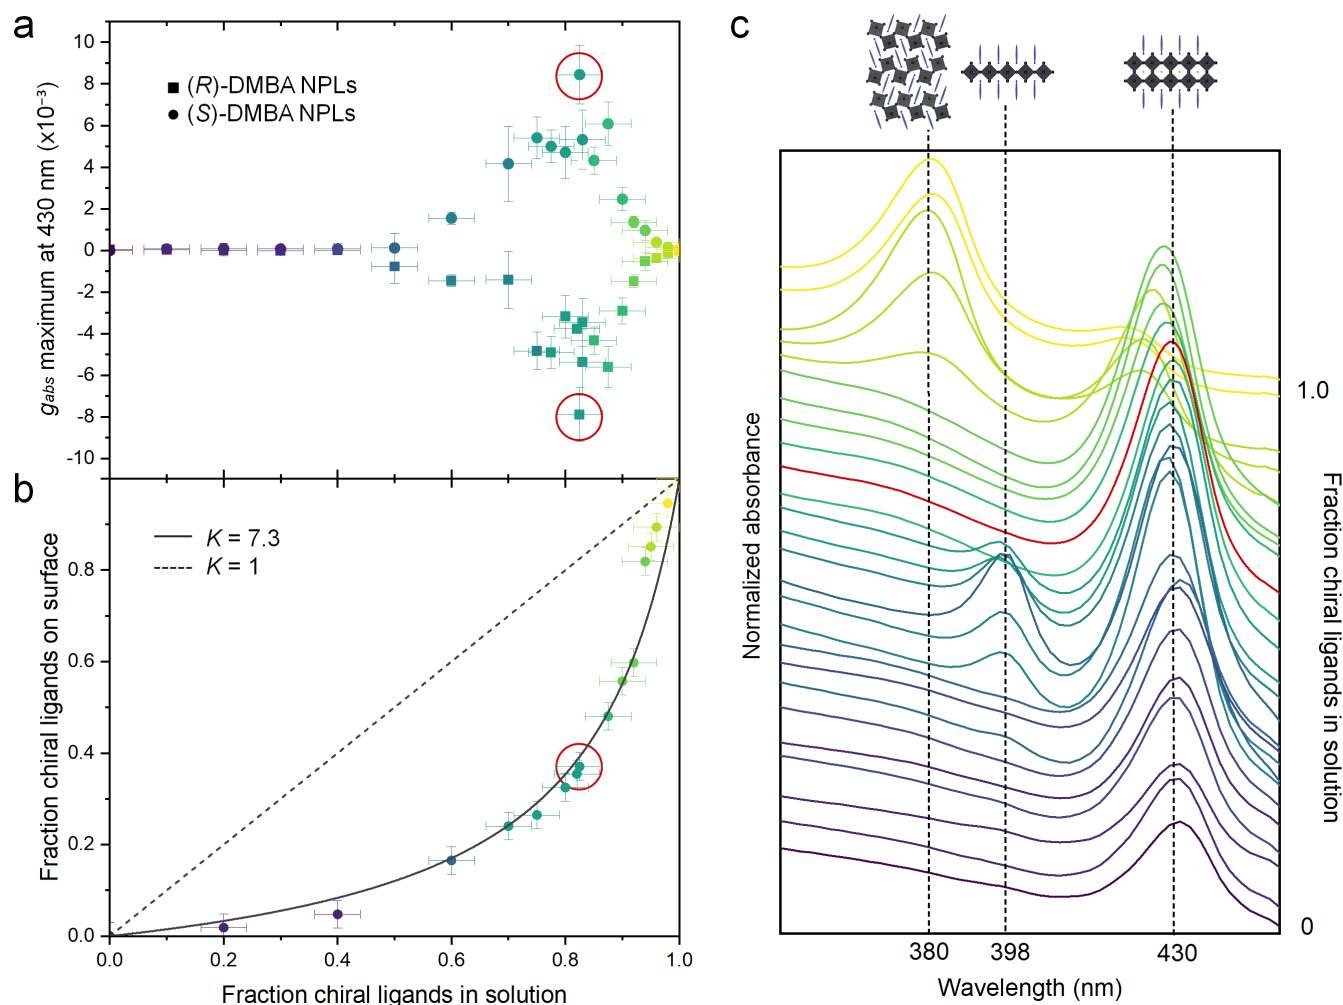 a
10
8
6
4
2
0
-2
-4
-6
-8
-10
g_abs maximum at 430 nm (x10⁻³)
(R)-DMBA NPLs
(S)-DMBA NPLs
b
0.8
0.6
0.4
0.2
0.0
Fraction chiral ligands on surface
K = 7.3
K = 1
0.0 0.2 0.4 0.6 0.8 1.0
Fraction chiral ligands in solution
c
Normalized absorbance
1.0
0
Fraction chiral ligands in solution
380 398 430
Wavelength (nm)